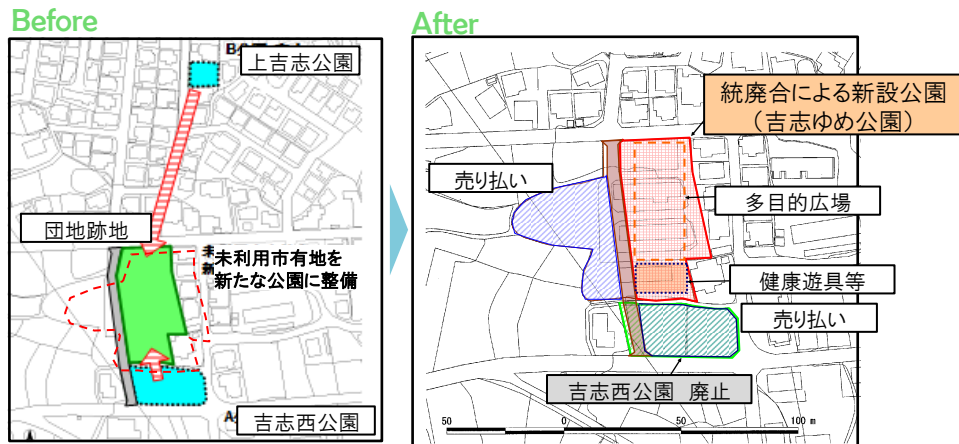 Before
上吉志公園
団地跡地
未利用市有地を
新たな公園に整備
吉志西公園
After
統廃合による新設公園
（吉志ゆめ公園）
売り払い
多目的広場
健康遊具等
売り払い
吉志西公園 廃止
50 0 50 100 m